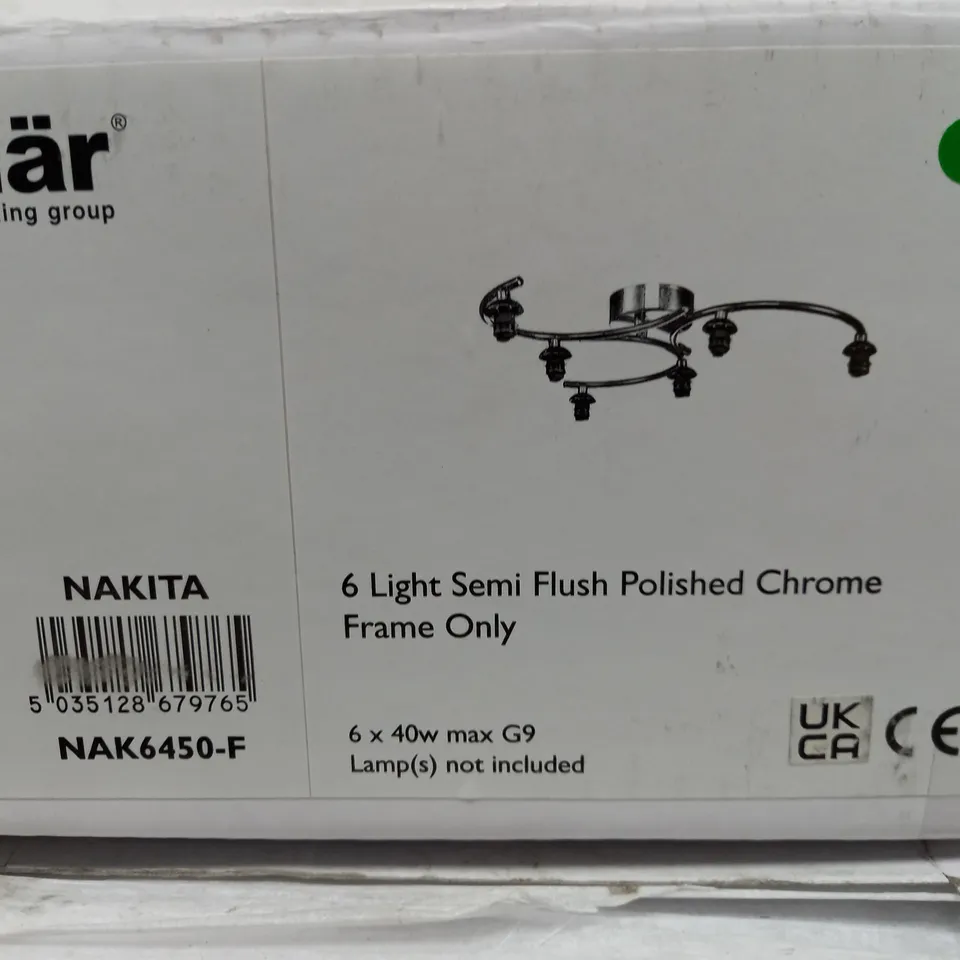 är®
ing group
NAKITA
5 035128 679765
NAK6450-F
6 Light Semi Flush Polished Chrome
Frame Only
6 x 40w max G9
Lamp(s) not included
UK
CA
CE